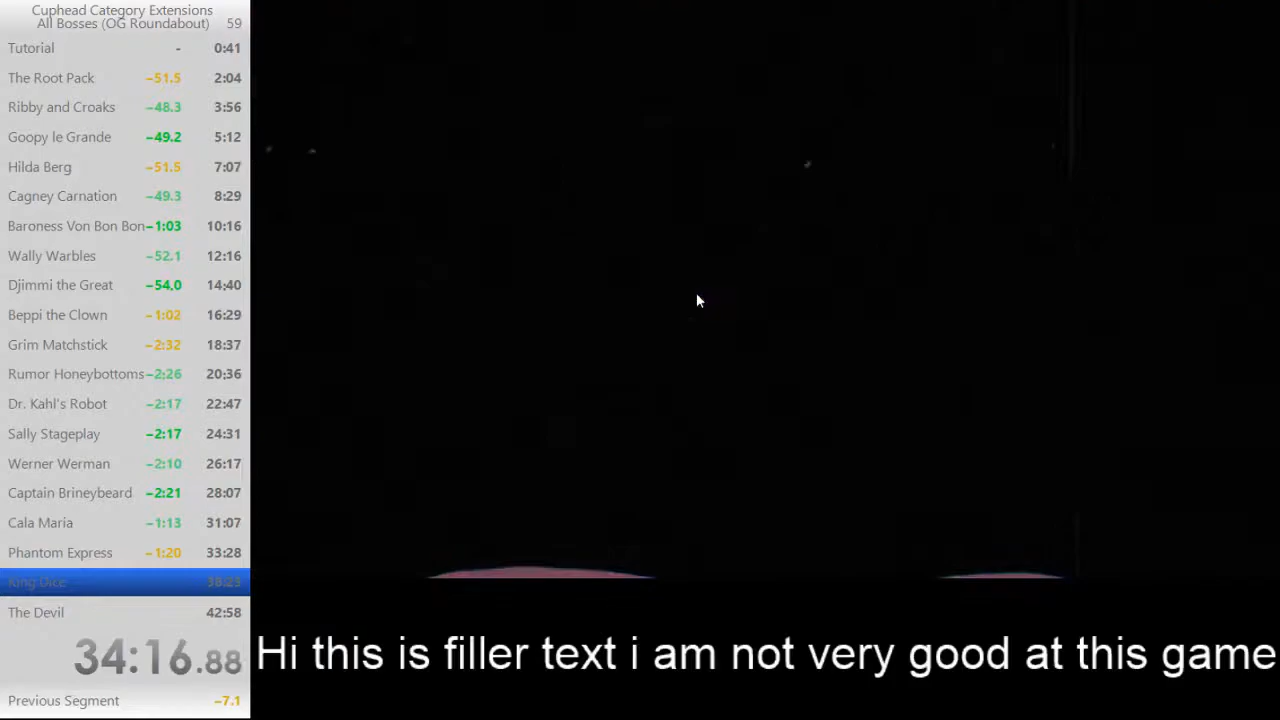 Cuphead Category Extensions
All Bosses (OG Roundabout) 59
Tutorial - 0:41
The Root Pack −51.5 2:04
Ribby and Croaks −48.3 3:56
Goopy le Grande −49.2 5:12
Hilda Berg −51.5 7:07
Cagney Carnation −49.3 8:29
Baroness Von Bon Bon −1:03 10:16
Wally Warbles −52.1 12:16
Djimmi the Great −54.0 14:40
Beppi the Clown −1:02 16:29
Grim Matchstick −2:32 18:37
Rumor Honeybottoms −2:26 20:36
Dr. Kahl's Robot −2:17 22:47
Sally Stageplay −2:17 24:31
Werner Werman −2:10 26:17
Captain Brineybeard −2:21 28:07
Cala Maria −1:13 31:07
Phantom Express −1:20 33:28
King Dice 38:23
The Devil 42:58
34:16.88
Previous Segment −7.1
Hi this is filler text i am not very good at this game